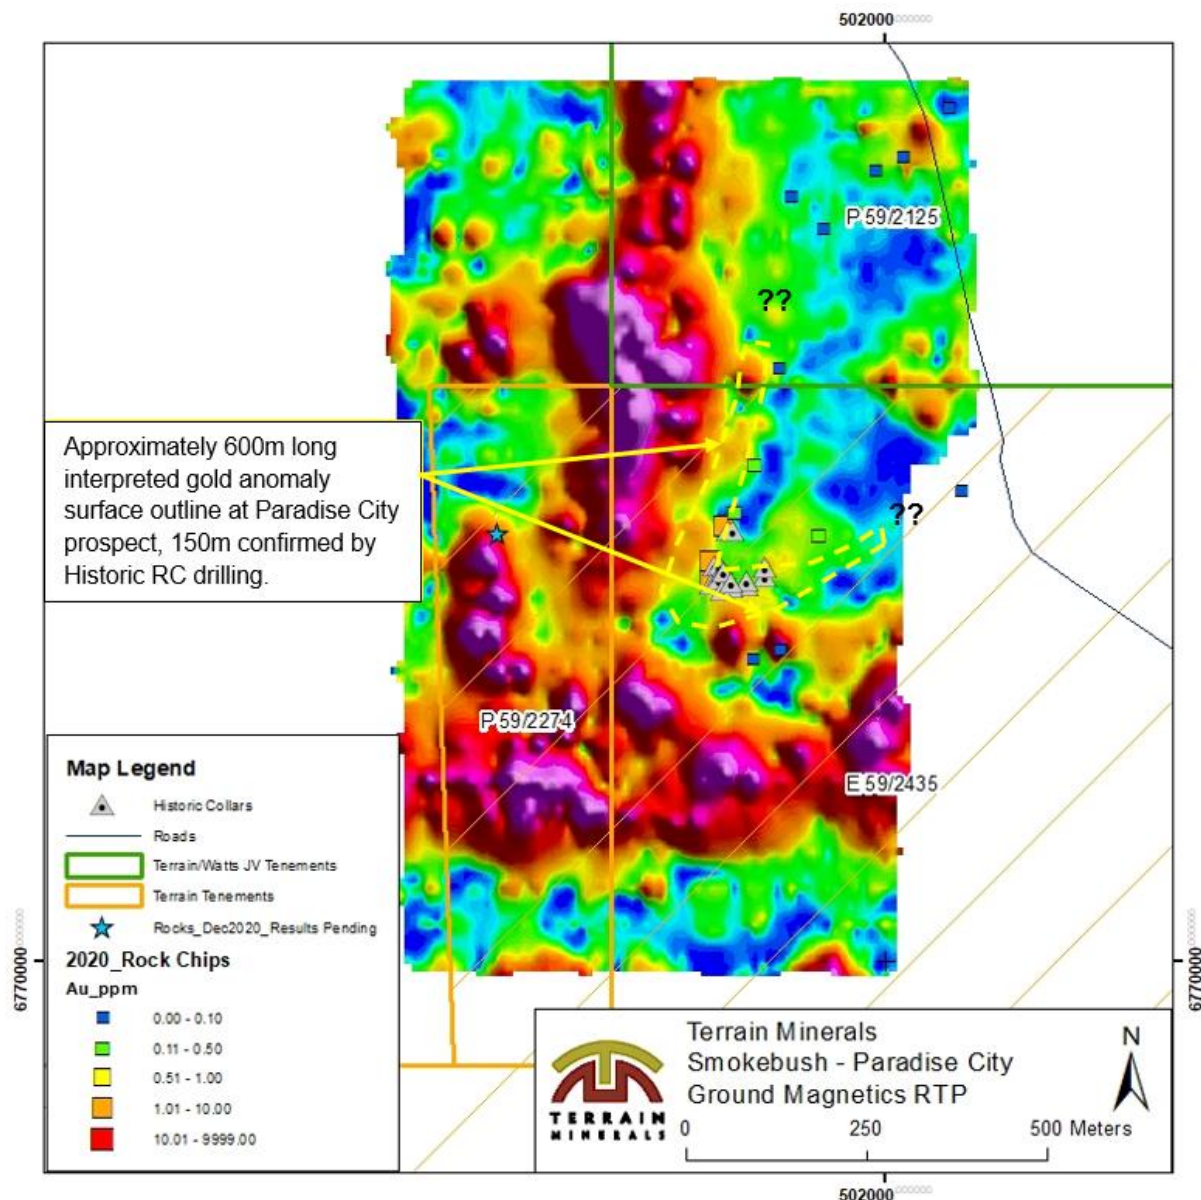 502000
P 59/2125
??
Approximately 600m long
interpreted gold anomaly
surface outline at Paradise City
prospect, 150m confirmed by
Historic RC drilling.
??
P 59/2274
E 59/2435
Map Legend
Historic Collars
Roads
Terrain/Watts JV Tenements
Terrain Tenements
Rocks_Dec2020_Results Pending
2020_Rock Chips
Au_ppm
0.00 - 0.10
0.11 - 0.50
0.51 - 1.00
1.01 - 10.00
10.01 - 9999.00
6770000
6770000
TERRAIN
MINERALS
Terrain Minerals
Smokebush - Paradise City
Ground Magnetics RTP
N
0 250 500 Meters
502000